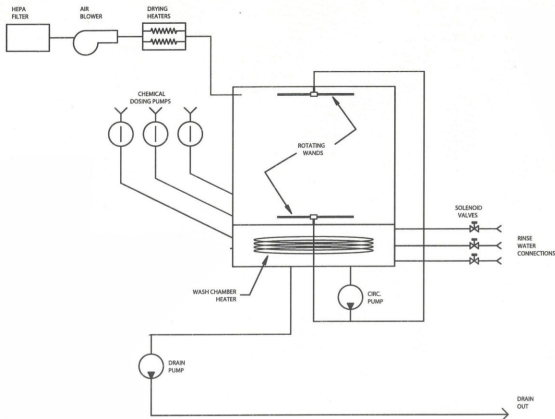 HEPA
FILTER
AIR
BLOWER
DRYING
HEATERS
CHEMICAL
DOSING PUMPS
ROTATING
WANDS
SOLENOID
VALVES
RINSE
WATER
CONNECTIONS
WASH CHAMBER
HEATER
CIRC.
PUMP
DRAIN
PUMP
DRAIN
OUT